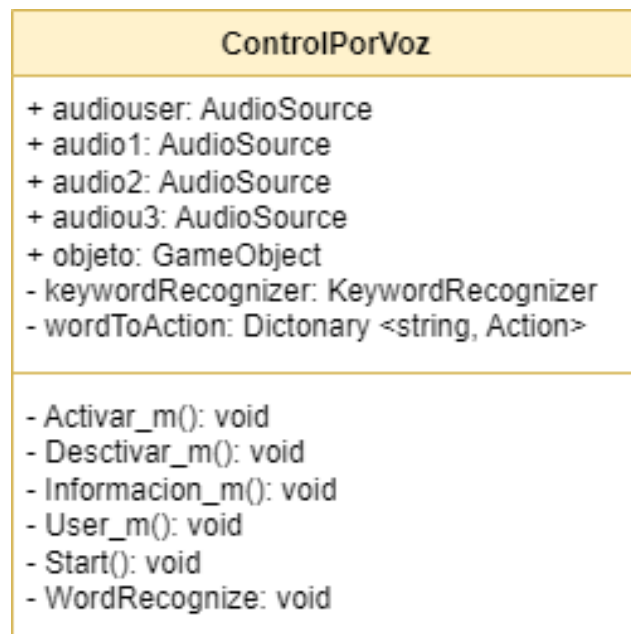 ControlPorVoz
+ audiouser: AudioSource
+ audio1: AudioSource
+ audio2: AudioSource
+ audiou3: AudioSource
+ objeto: GameObject
- keywordRecognizer: KeywordRecognizer
- wordToAction: Dictonary <string, Action>
- Activar_m(): void
- Desctivar_m(): void
- Informacion_m(): void
- User_m(): void
- Start(): void
- WordRecognize: void